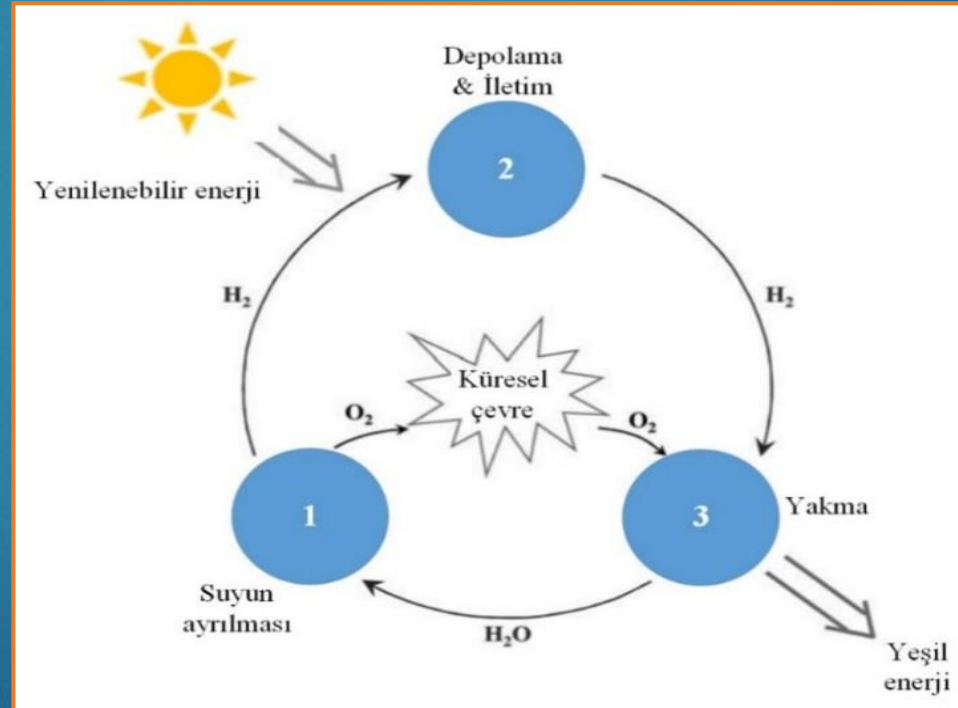 Depolama
& İletim
2
Yenilenebilir enerji
H₂
H₂
Küresel
çevre
O₂
O₂
1
3
Yakma
Suyun
ayrılması
H₂O
Yeşil
enerji